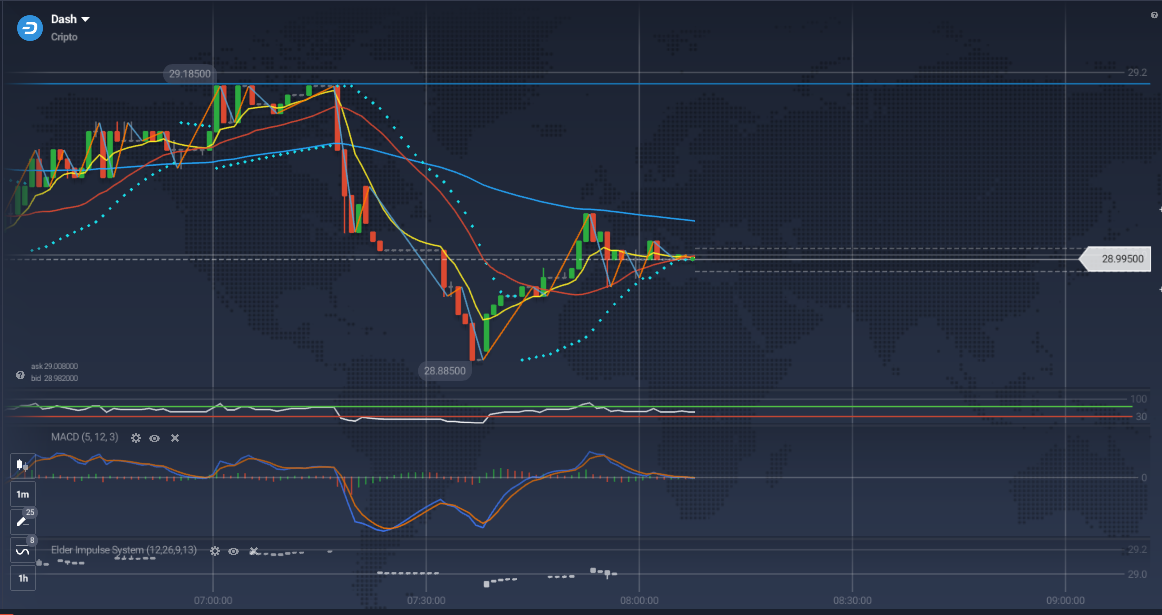 Dash
Cripto
29.18500
29.2
28.99500
28.88500
ask 29.008000
bid 28.982000
100
30
MACD (5, 12, 3)
0
1m
25
8
Elder Impulse System (12,26,9,13)
29.2
29.0
1h
07:00:00
07:30:00
08:00:00
08:30:00
09:00:00